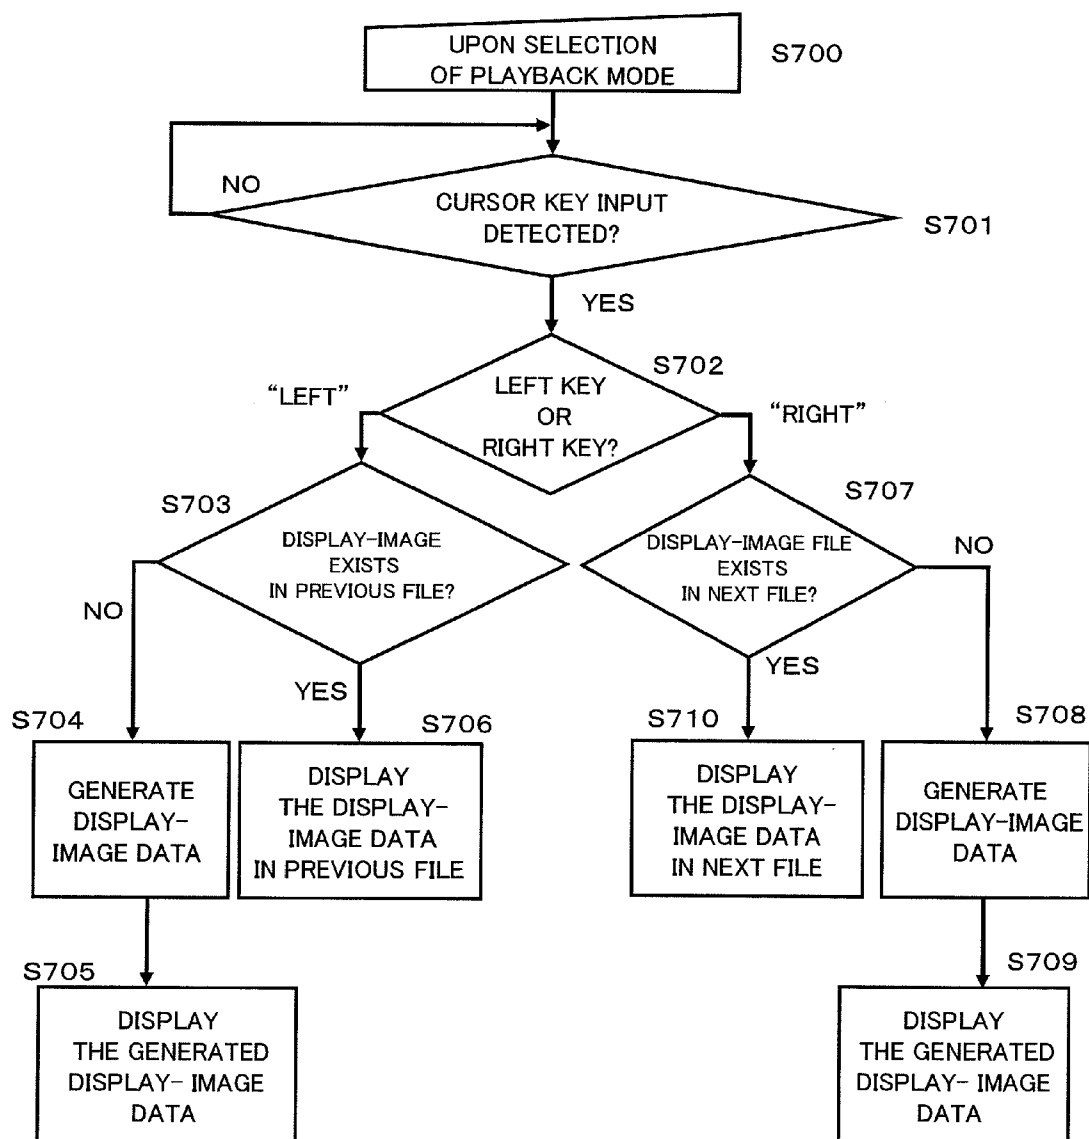 UPON SELECTION
OF PLAYBACK MODE
S700
NO
CURSOR KEY INPUT
DETECTED?
S701
YES
S702
"LEFT"
LEFT KEY
OR
RIGHT KEY?
"RIGHT"
S703
DISPLAY-IMAGE
EXISTS
IN PREVIOUS FILE?
S707
DISPLAY-IMAGE FILE
EXISTS
IN NEXT FILE?
NO
NO
YES
YES
S704
GENERATE
DISPLAY-
IMAGE DATA
S706
DISPLAY
THE DISPLAY-
IMAGE DATA
IN PREVIOUS FILE
S710
DISPLAY
THE DISPLAY-
IMAGE DATA
IN NEXT FILE
S708
GENERATE
DISPLAY-IMAGE
DATA
S705
DISPLAY
THE GENERATED
DISPLAY- IMAGE
DATA
S709
DISPLAY
THE GENERATED
DISPLAY- IMAGE
DATA